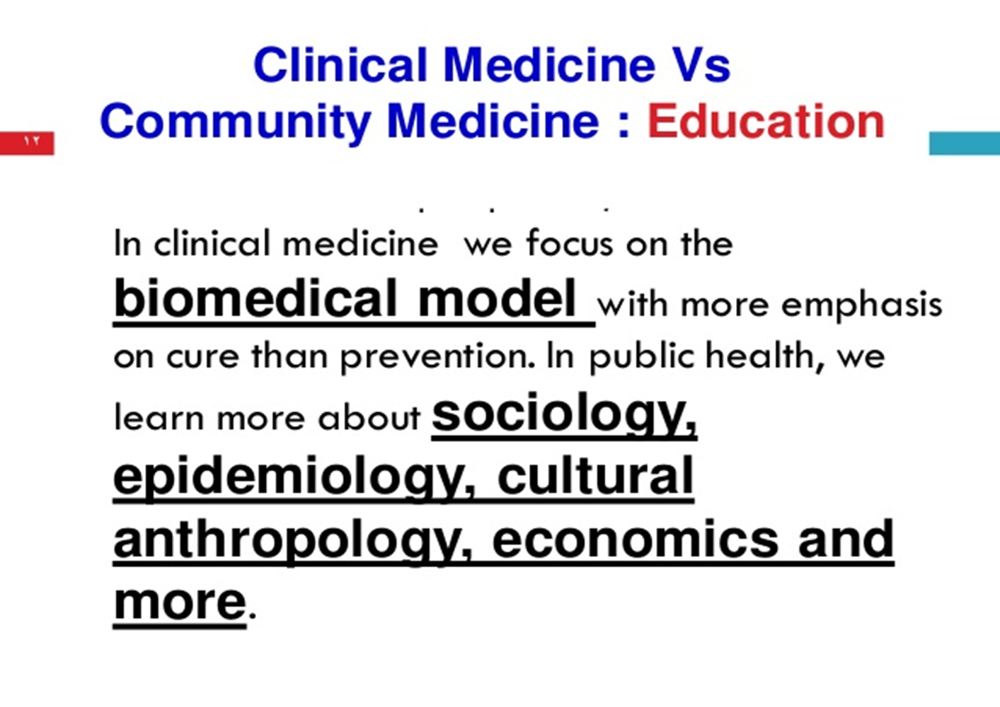 Clinical Medicine Vs
Community Medicine : Education
١٢
In clinical medicine  we focus on the
biomedical model with more emphasis
on cure than prevention. In public health, we
learn more about sociology,
epidemiology, cultural
anthropology, economics and
more.